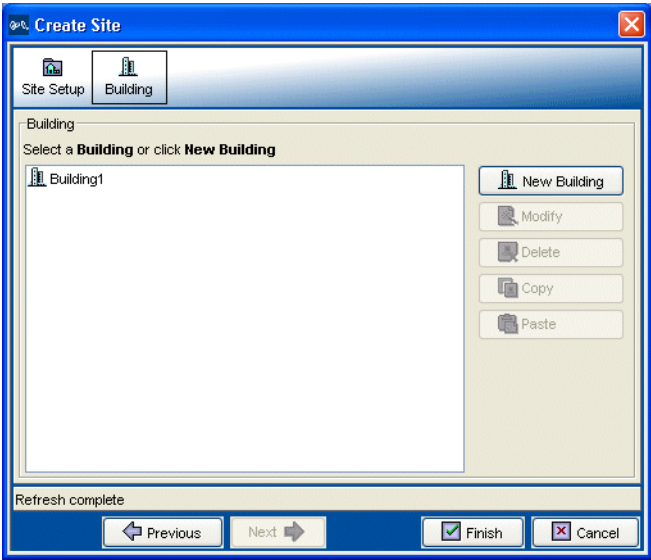 Create Site
Site Setup
Building
Building
Select a Building or click New Building
Building1
New Building
Modify
Delete
Copy
Paste
Refresh complete
Previous
Next
Finish
Cancel